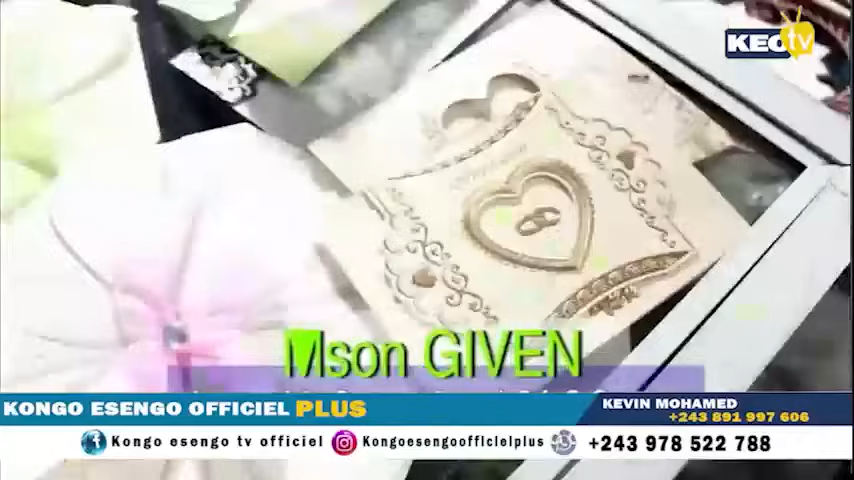 KEO tv
Mson GIVEN
KONGO ESENGO OFFICIEL PLUS
KEVIN MOHAMED
+243 891 997 606
Kongo esengo tv officiel
Kongoesengoofficielplus
+243 978 522 788